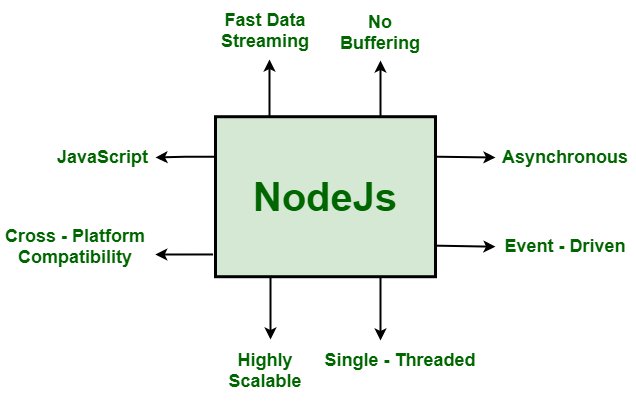 Fast Data
Streaming
No
Buffering
JavaScript
Asynchronous
NodeJs
Cross - Platform
Compatibility
Event - Driven
Highly
Scalable
Single - Threaded